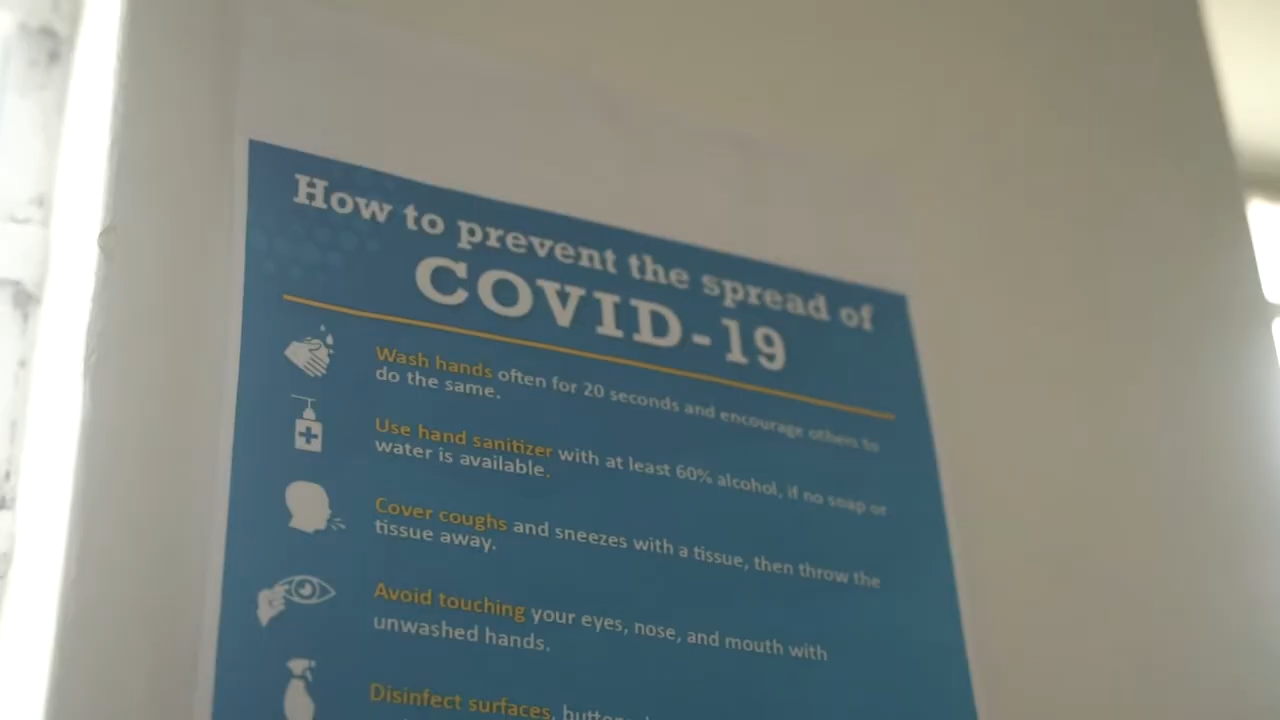 How to prevent the spread of
COVID-19
Wash hands often for 20 seconds and encourage others to
do the same.
Use hand sanitizer with at least 60% alcohol, if no soap or
water is available.
Cover coughs and sneezes with a tissue, then throw the
tissue away.
Avoid touching your eyes, nose, and mouth with
unwashed hands.
Disinfect surfaces,